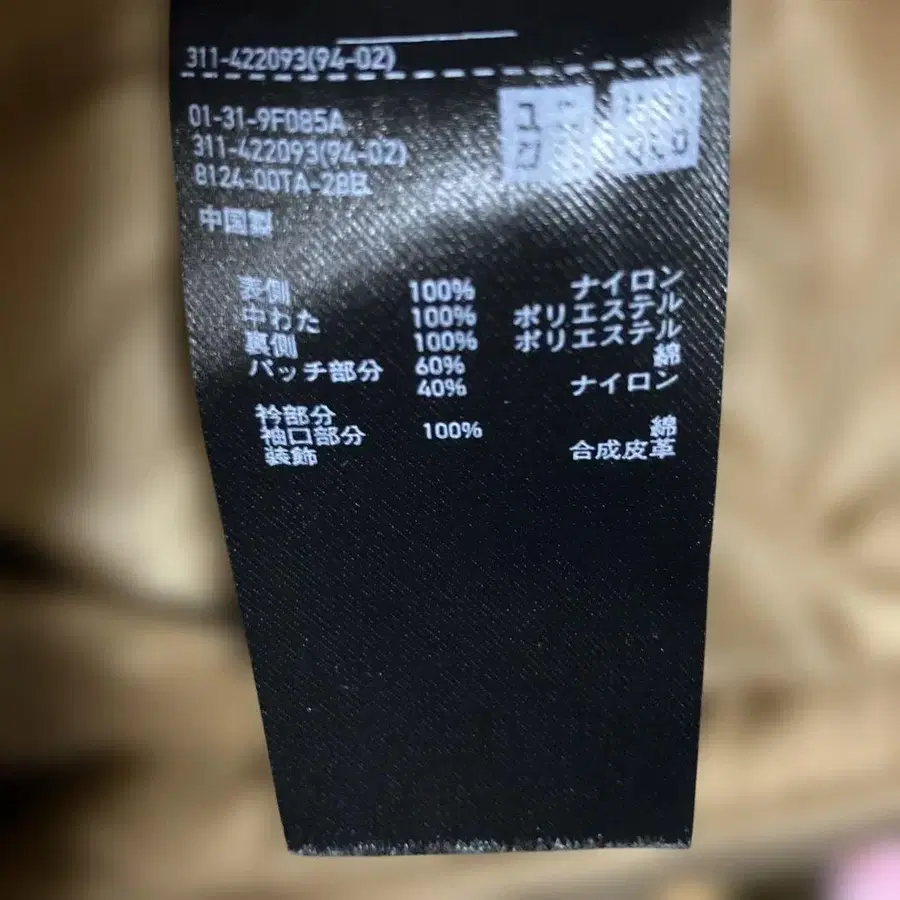 311-422093(94-02)
01-31-9F085A
311-422093(94-02)
8124-00TA-28B
中国製
表側 100% ナイロン
中わた 100% ポリエステル
裏側 100% ポリエステル
パッチ部分 60% 綿
40% ナイロン
衿部分
袖口部分 100% 綿
装飾 合成皮革